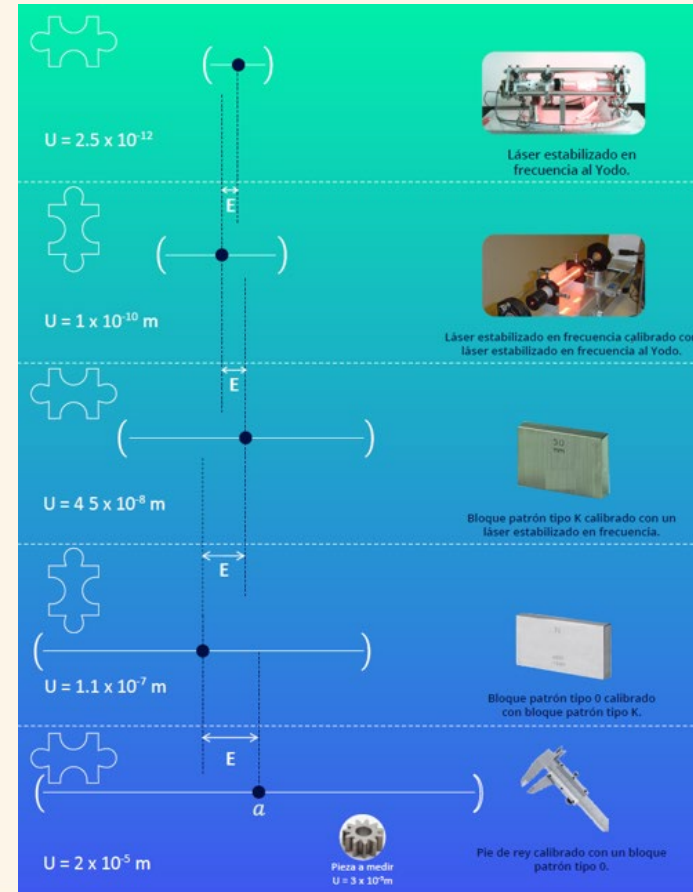 U = 2.5 x 10⁻¹²
Láser estabilizado en
frecuencia al Yodo.
E
U = 1 x 10⁻¹⁰ m
Láser estabilizado en frecuencia calibrado con
láser estabilizado en frecuencia al Yodo.
E
50
U = 4 5 x 10⁻⁸ m
Bloque patrón tipo K calibrado con un
láser estabilizado en frecuencia.
E
U = 1.1 x 10⁻⁷ m
Bloque patrón tipo 0 calibrado
con bloque patrón tipo K.
E
a
U = 2 x 10⁻⁵ m
Pieza a medir
Pie de rey calibrado con un bloque
patrón tipo 0.